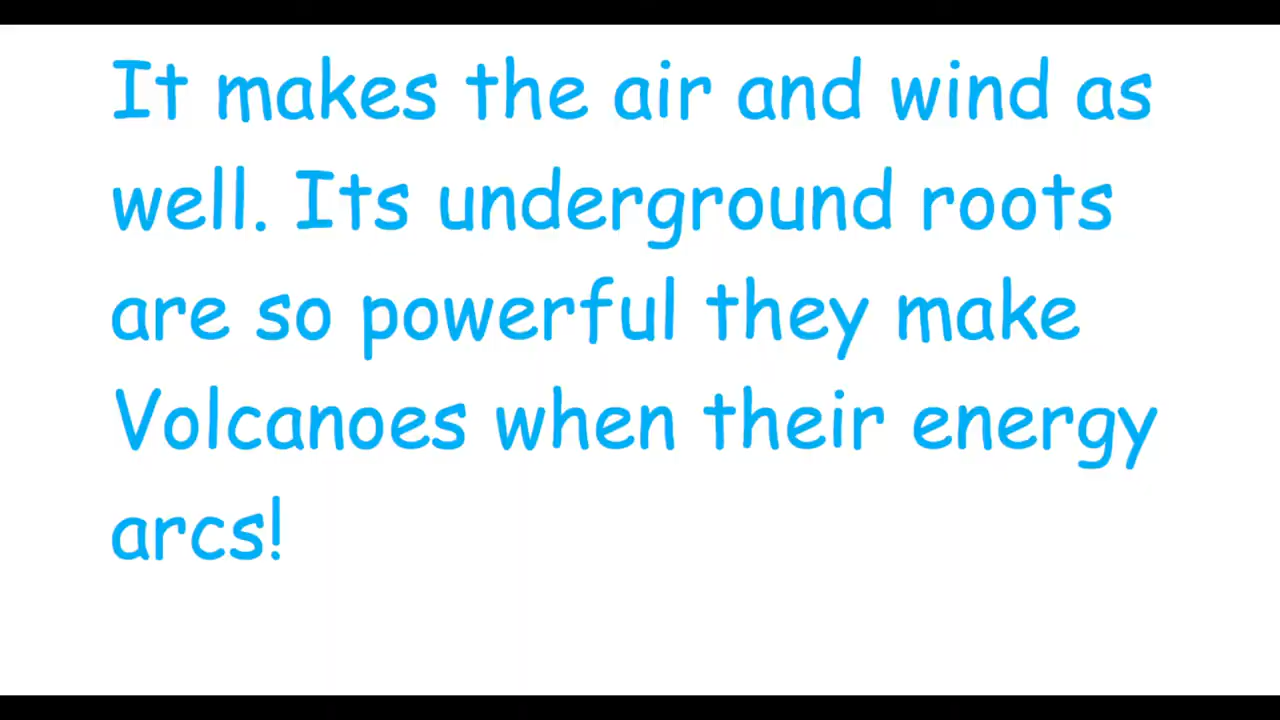 It makes the air and wind as
well. Its underground roots
are so powerful they make
Volcanoes when their energy
arcs!